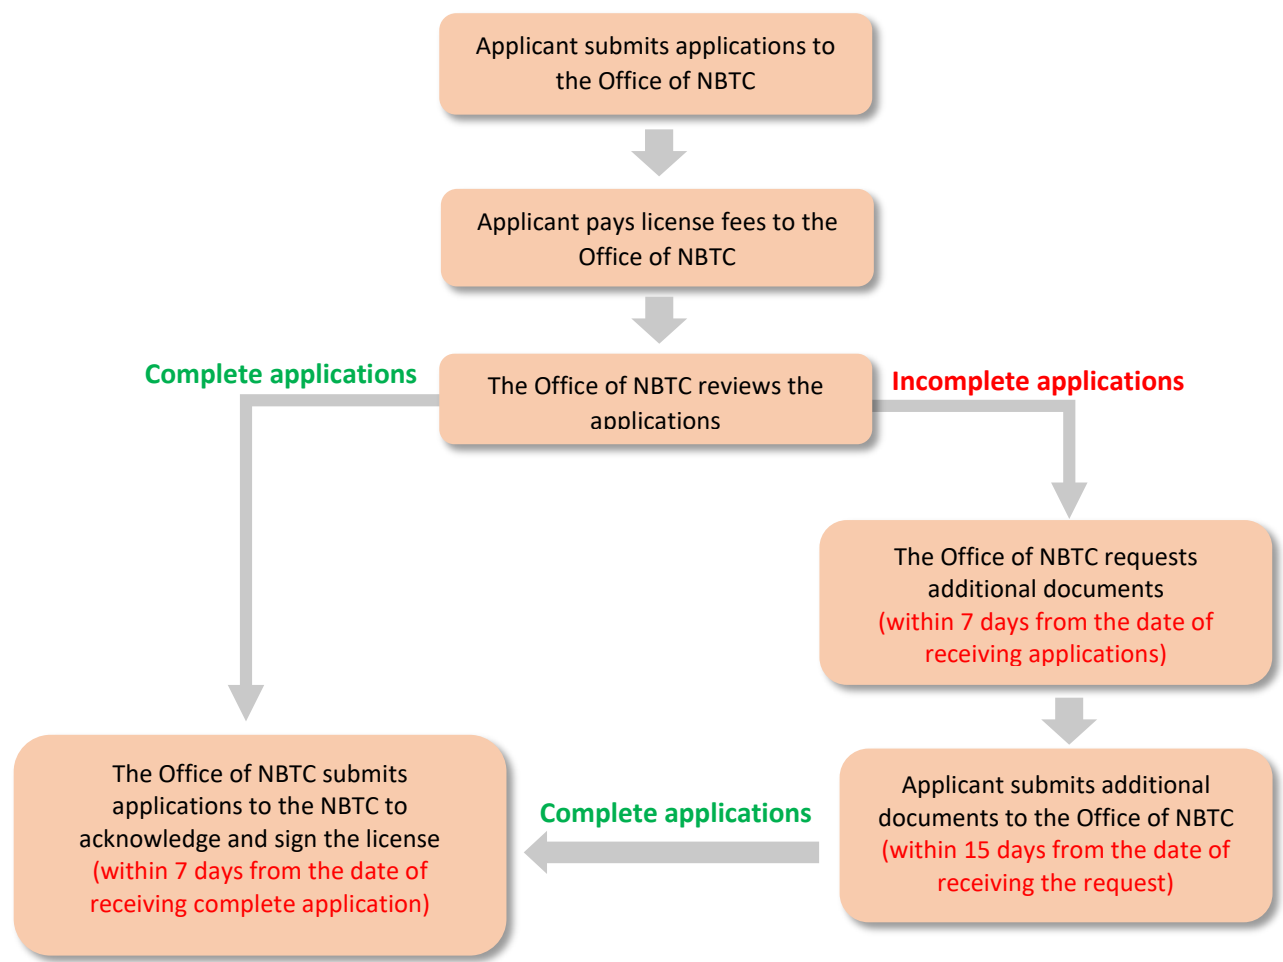 Applicant submits applications to
the Office of NBTC
Applicant pays license fees to the
Office of NBTC
Complete applications
The Office of NBTC reviews the
applications
Incomplete applications
The Office of NBTC requests
additional documents
(within 7 days from the date of
receiving applications)
The Office of NBTC submits
applications to the NBTC to
acknowledge and sign the license
(within 7 days from the date of
receiving complete application)
Complete applications
Applicant submits additional
documents to the Office of NBTC
(within 15 days from the date of
receiving the request)